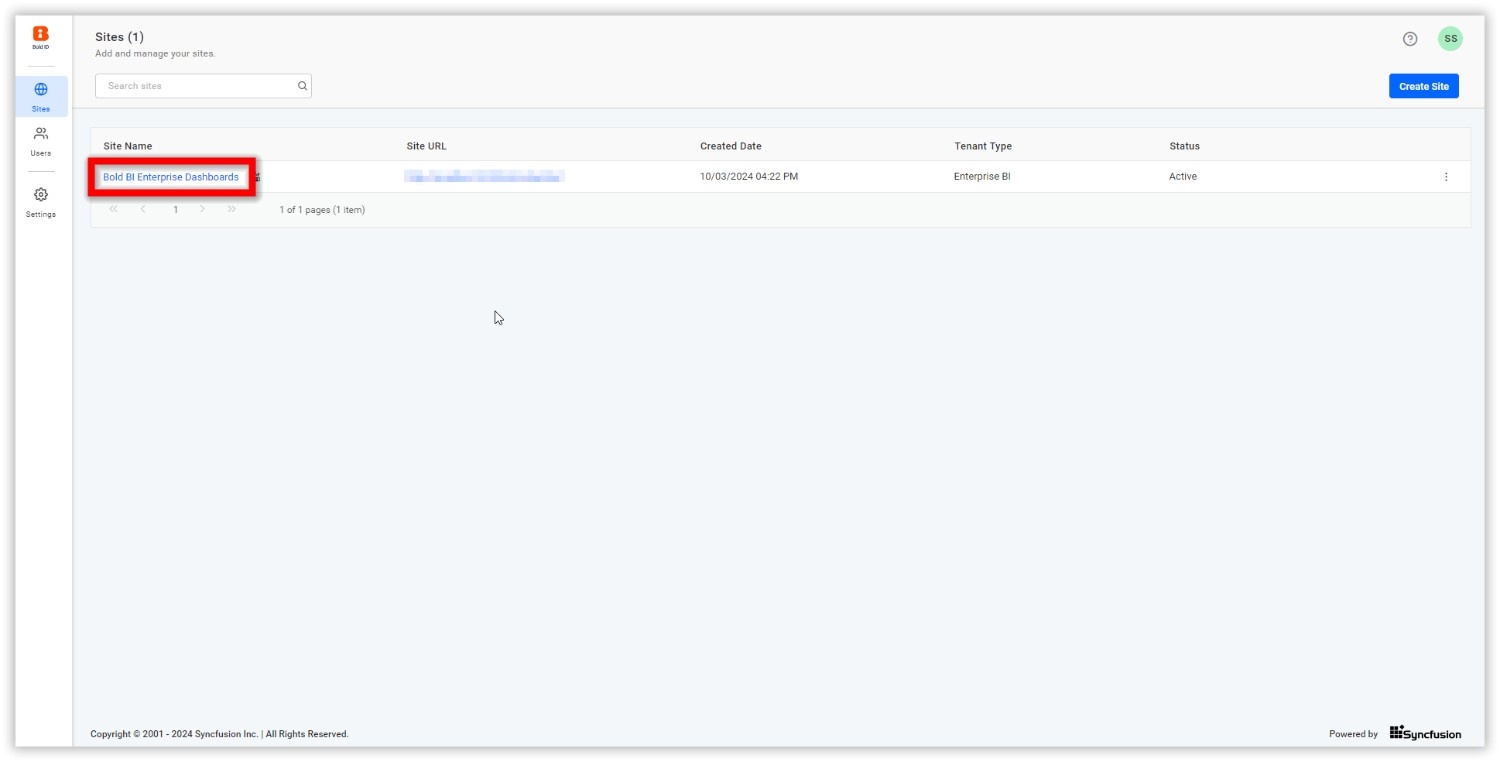 Bold ID
Sites
Users
Settings
Sites (1)
Add and manage your sites.
SS
Search sites
Create Site
Site Name Site URL Created Date Tenant Type Status
Bold BI Enterprise Dashboards 10/03/2024 04:22 PM Enterprise BI Active
1 1 of 1 pages (1 item)
Copyright © 2001 - 2024 Syncfusion Inc. | All Rights Reserved.
Powered by Syncfusion